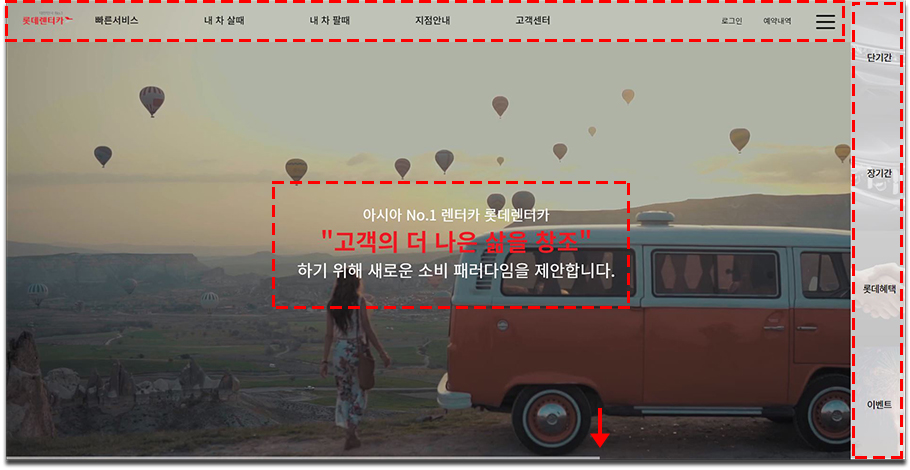 롯데렌터카
빠른서비스
내 차 살때
내 차 팔때
지점안내
고객센터
로그인
예약내역
단기간
장기간
아시아 No.1 렌터카 롯데렌터카
"고객의 더 나은 삶을 창조"
하기 위해 새로운 소비 패러다임을 제안합니다.
롯데혜택
이벤트